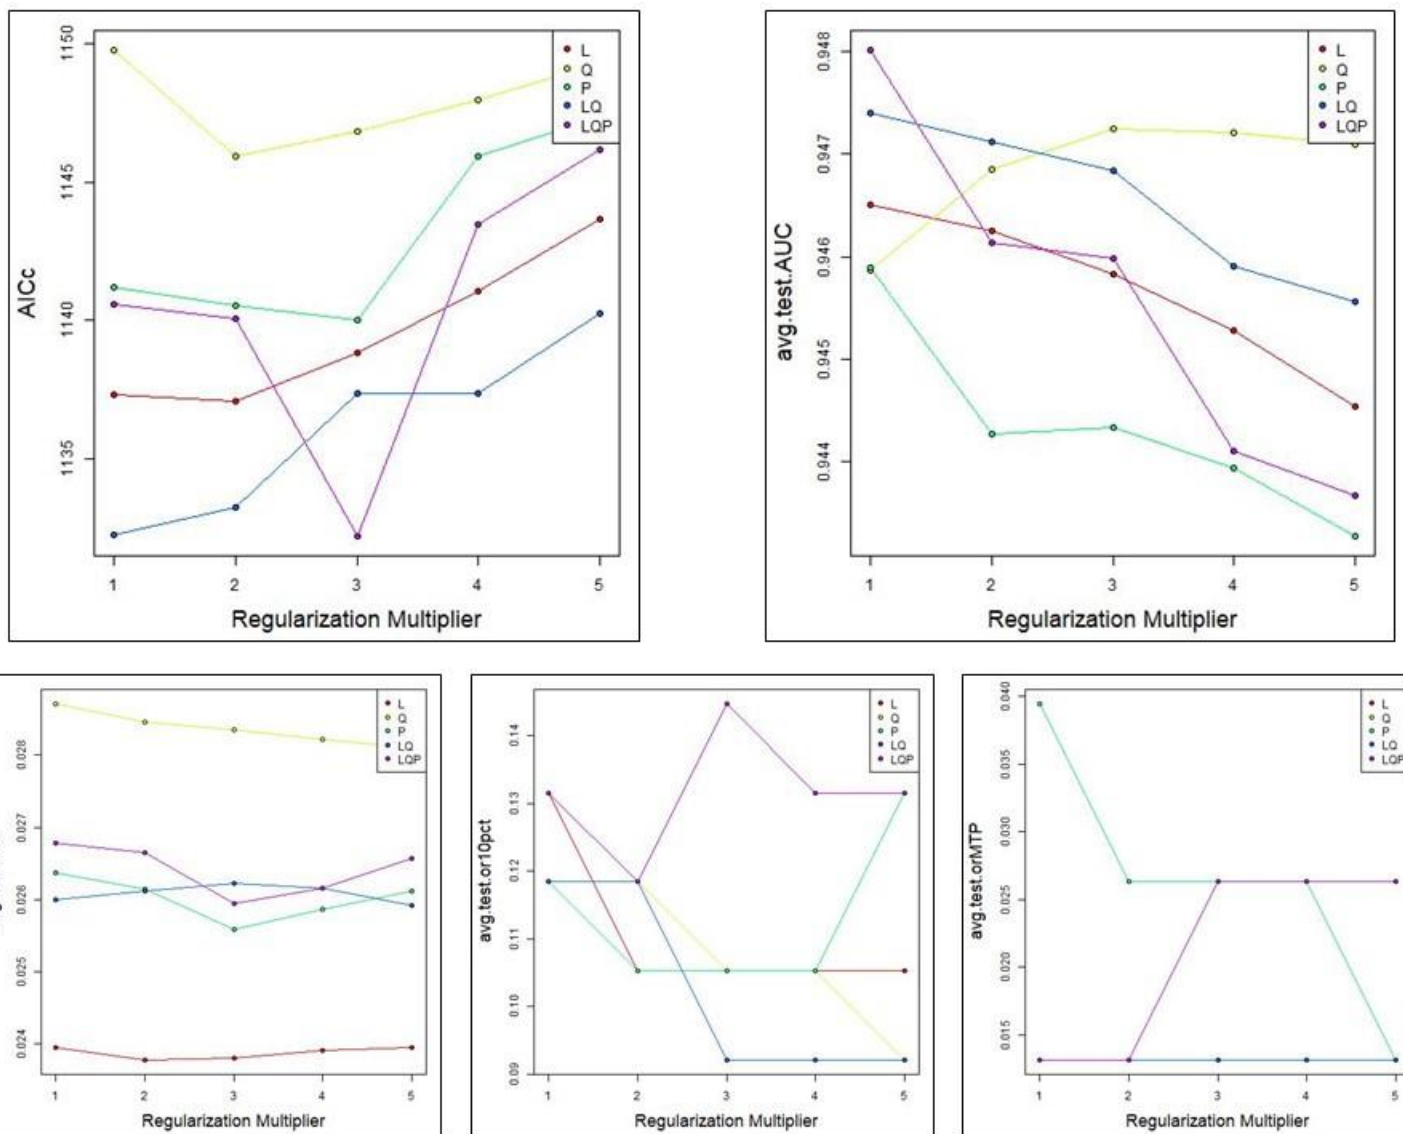 AICc
1150
1145
1140
1135
1 2 3 4 5
Regularization Multiplier
L
Q
P
LQ
LQP
avg.test.AUC
0.948
0.947
0.946
0.945
0.944
1 2 3 4 5
Regularization Multiplier
L
Q
P
LQ
LQP
0.028
0.027
0.026
0.025
0.024
1 2 3 4 5
Regularization Multiplier
L
Q
P
LQ
LQP
avg.test.or10pct
0.14
0.13
0.12
0.11
0.10
0.09
1 2 3 4 5
Regularization Multiplier
L
Q
P
LQ
LQP
avg.test.orMTP
0.040
0.035
0.030
0.025
0.020
0.015
1 2 3 4 5
Regularization Multiplier
L
Q
P
LQ
LQP